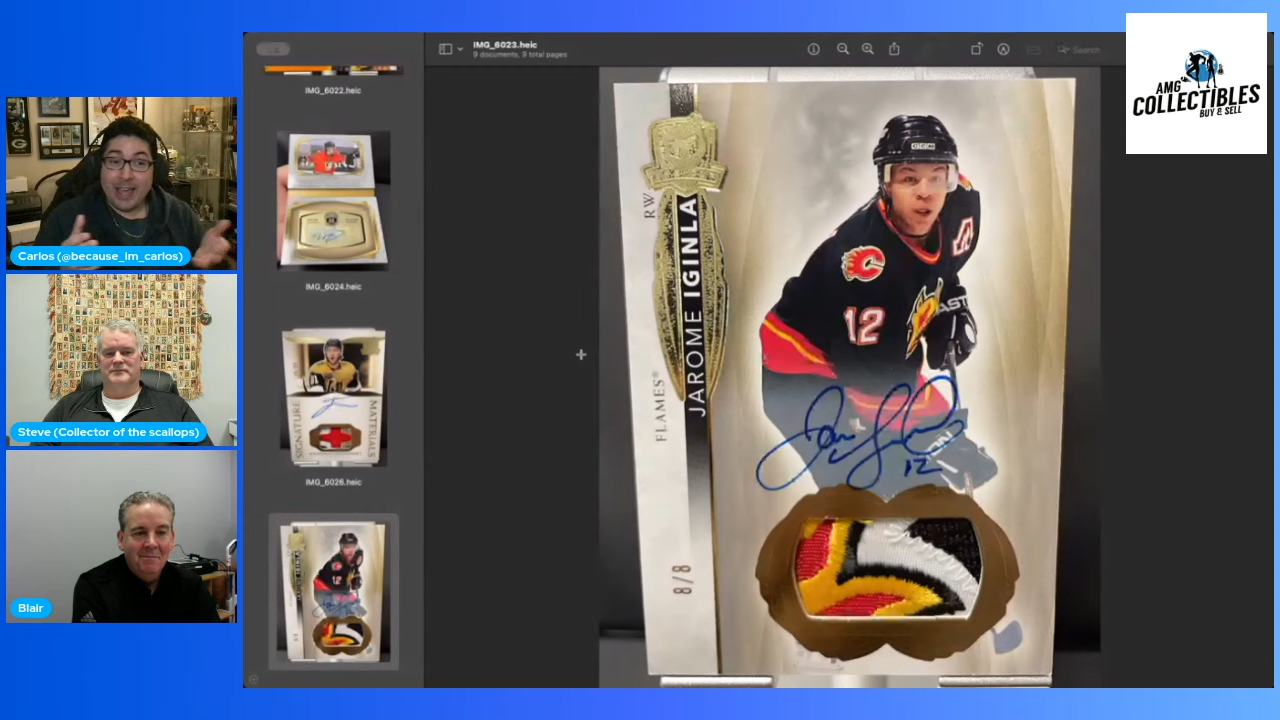 IMG_6023.heic
9 documents, 9 total pages
Search
AMG
COLLECTIBLES
BUY & SELL
IMG_6022.heic
IMG_6024.heic
SIGNATURE
MATERIALS
IMG_6026.heic
RW
JAROME IGINLA
FLAMES®
8/8
CCM
A
C
12
12
Carlos (@because_im_carlos)
Steve (Collector of the scallops)
Blair